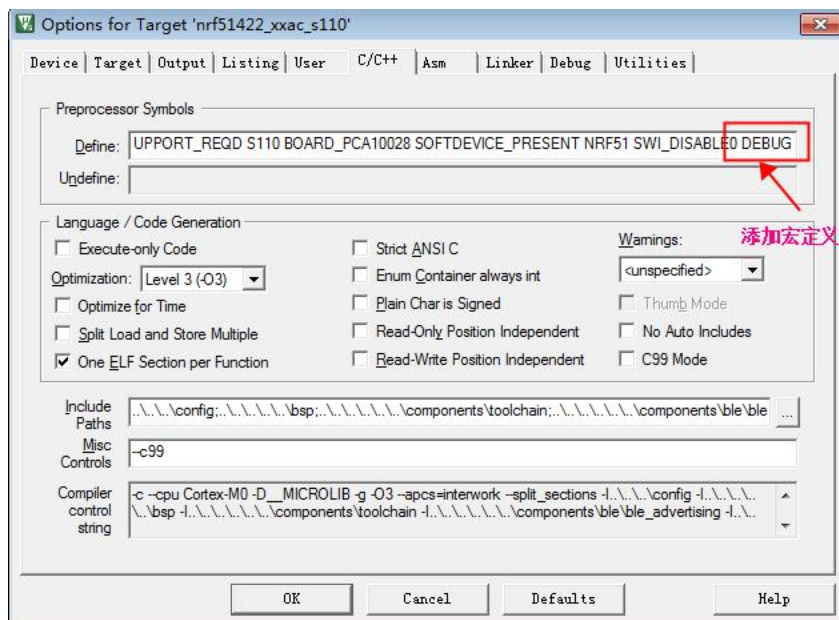 Options for Target 'nrf51422_xxac_s110'
Device Target Output Listing User C/C++ Asm Linker Debug Utilities
Preprocessor Symbols
Define: UPPORT_REQD S110 BOARD_PCA10028 SOFTDEVICE_PRESENT NRF51 SWI_DISABLE0 DEBUG
Undefine:
添加宏定义
Language / Code Generation
Execute-only Code
Optimization: Level 3 (-O3)
Optimize for Time
Split Load and Store Multiple
One ELF Section per Function
Strict ANSI C
Enum Container always int
Plain Char is Signed
Read-Only Position Independent
Read-Write Position Independent
Warnings:
<unspecified>
Thumb Mode
No Auto Includes
C99 Mode
Include Paths ..\..\..\config;..\..\..\..\..\bsp;..\..\..\..\..\..\components\toolchain;..\..\..\..\..\..\components\ble\ble ...
Misc Controls --c99
Compiler control string -c --cpu Cortex-M0 -D__MICROLIB -g -O3 --apcs=interwork --split_sections -I..\..\..\config -I..\..\..\..
\..\bsp -I..\..\..\..\..\..\components\toolchain -I..\..\..\..\..\..\components\ble\ble_advertising -I..\..
OK Cancel Defaults Help